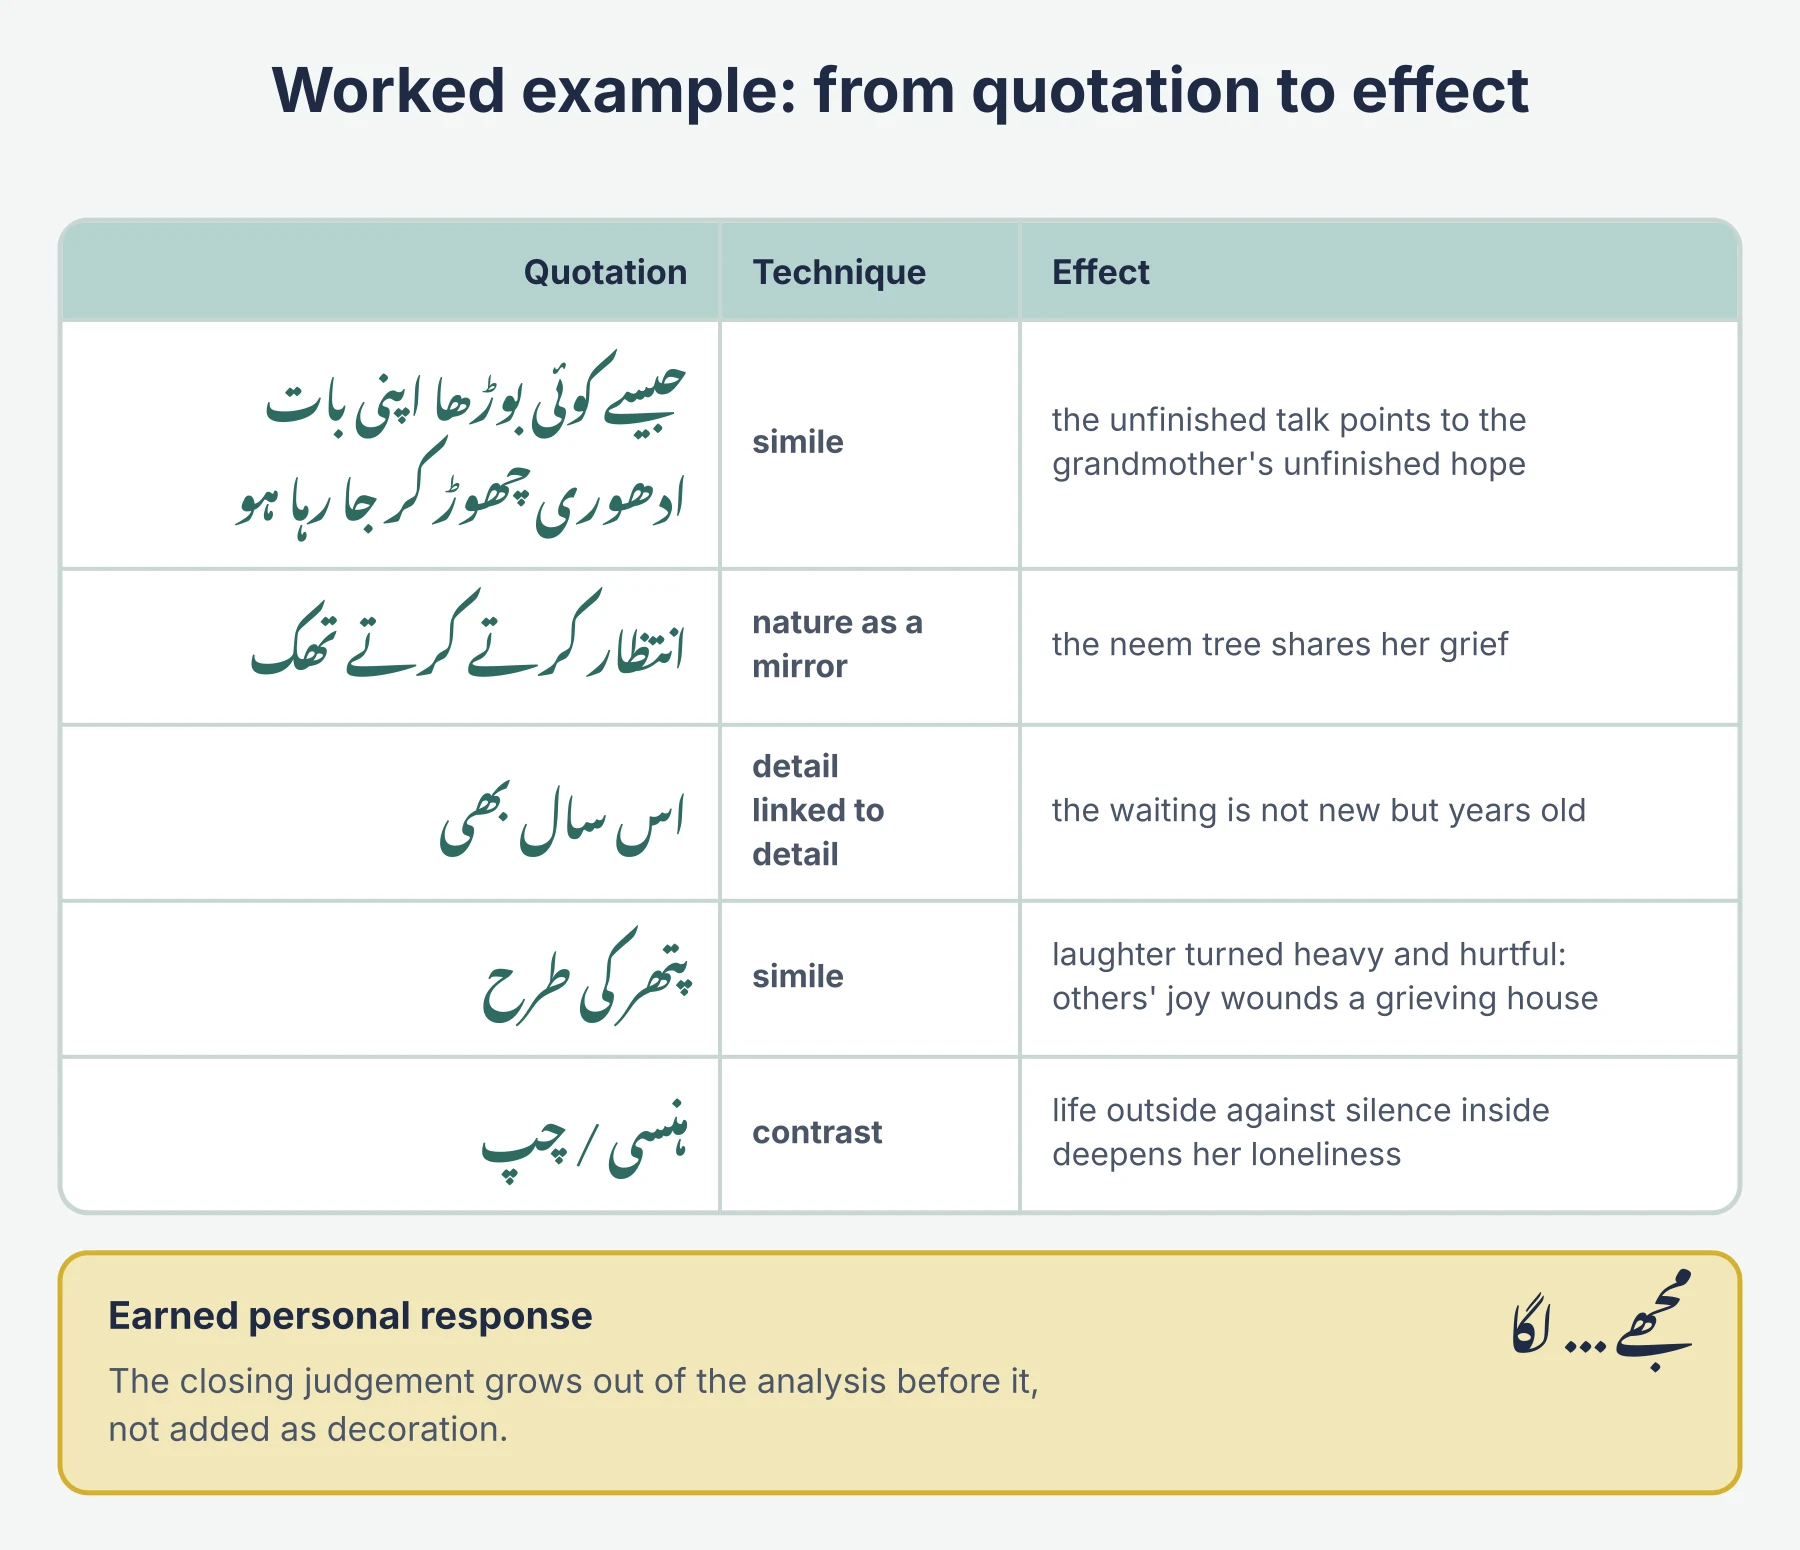 Worked example: from quotation to effect
Quotation
Technique
Effect
جیسے کوئی بوڑھا اپنی بات
ادھوری چھوڑ کر جا رہا ہو
simile
the unfinished talk points to the
grandmother's unfinished hope
انتظار کرتے کرتے تھک
nature as a
mirror
the neem tree shares her grief
اس سال بھی
detail
linked to
detail
the waiting is not new but years old
پتھر کی طرح
simile
laughter turned heavy and hurtful:
others' joy wounds a grieving house
ہنسی / چپ
contrast
life outside against silence inside
deepens her loneliness
Earned personal response
مجھے... لگا
The closing judgement grows out of the analysis before it,
not added as decoration.